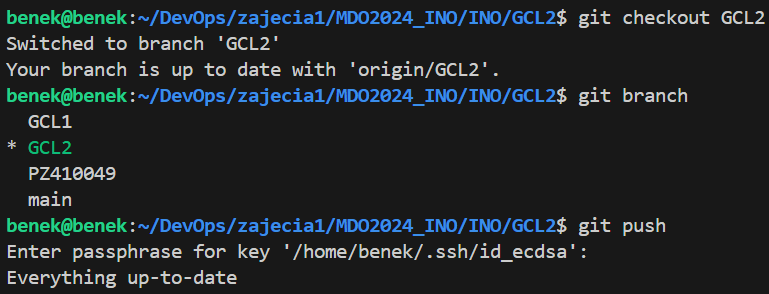 benek@benek:~/DevOps/zajecia1/MDO2024_INO/INO/GCL2$ git checkout GCL2
Switched to branch 'GCL2'
Your branch is up to date with 'origin/GCL2'.
benek@benek:~/DevOps/zajecia1/MDO2024_INO/INO/GCL2$ git branch
  GCL1
* GCL2
  PZ410049
  main
benek@benek:~/DevOps/zajecia1/MDO2024_INO/INO/GCL2$ git push
Enter passphrase for key '/home/benek/.ssh/id_ecdsa':
Everything up-to-date